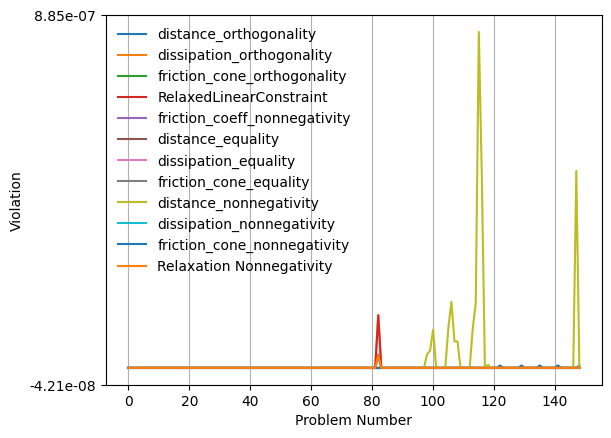 8.85e-07
distance_orthogonality
dissipation_orthogonality
friction_cone_orthogonality
RelaxedLinearConstraint
friction_coeff_nonnegativity
distance_equality
dissipation_equality
friction_cone_equality
distance_nonnegativity
dissipation_nonnegativity
friction_cone_nonnegativity
Relaxation Nonnegativity
Violation
-4.21e-08
0 20 40 60 80 100 120 140
Problem Number